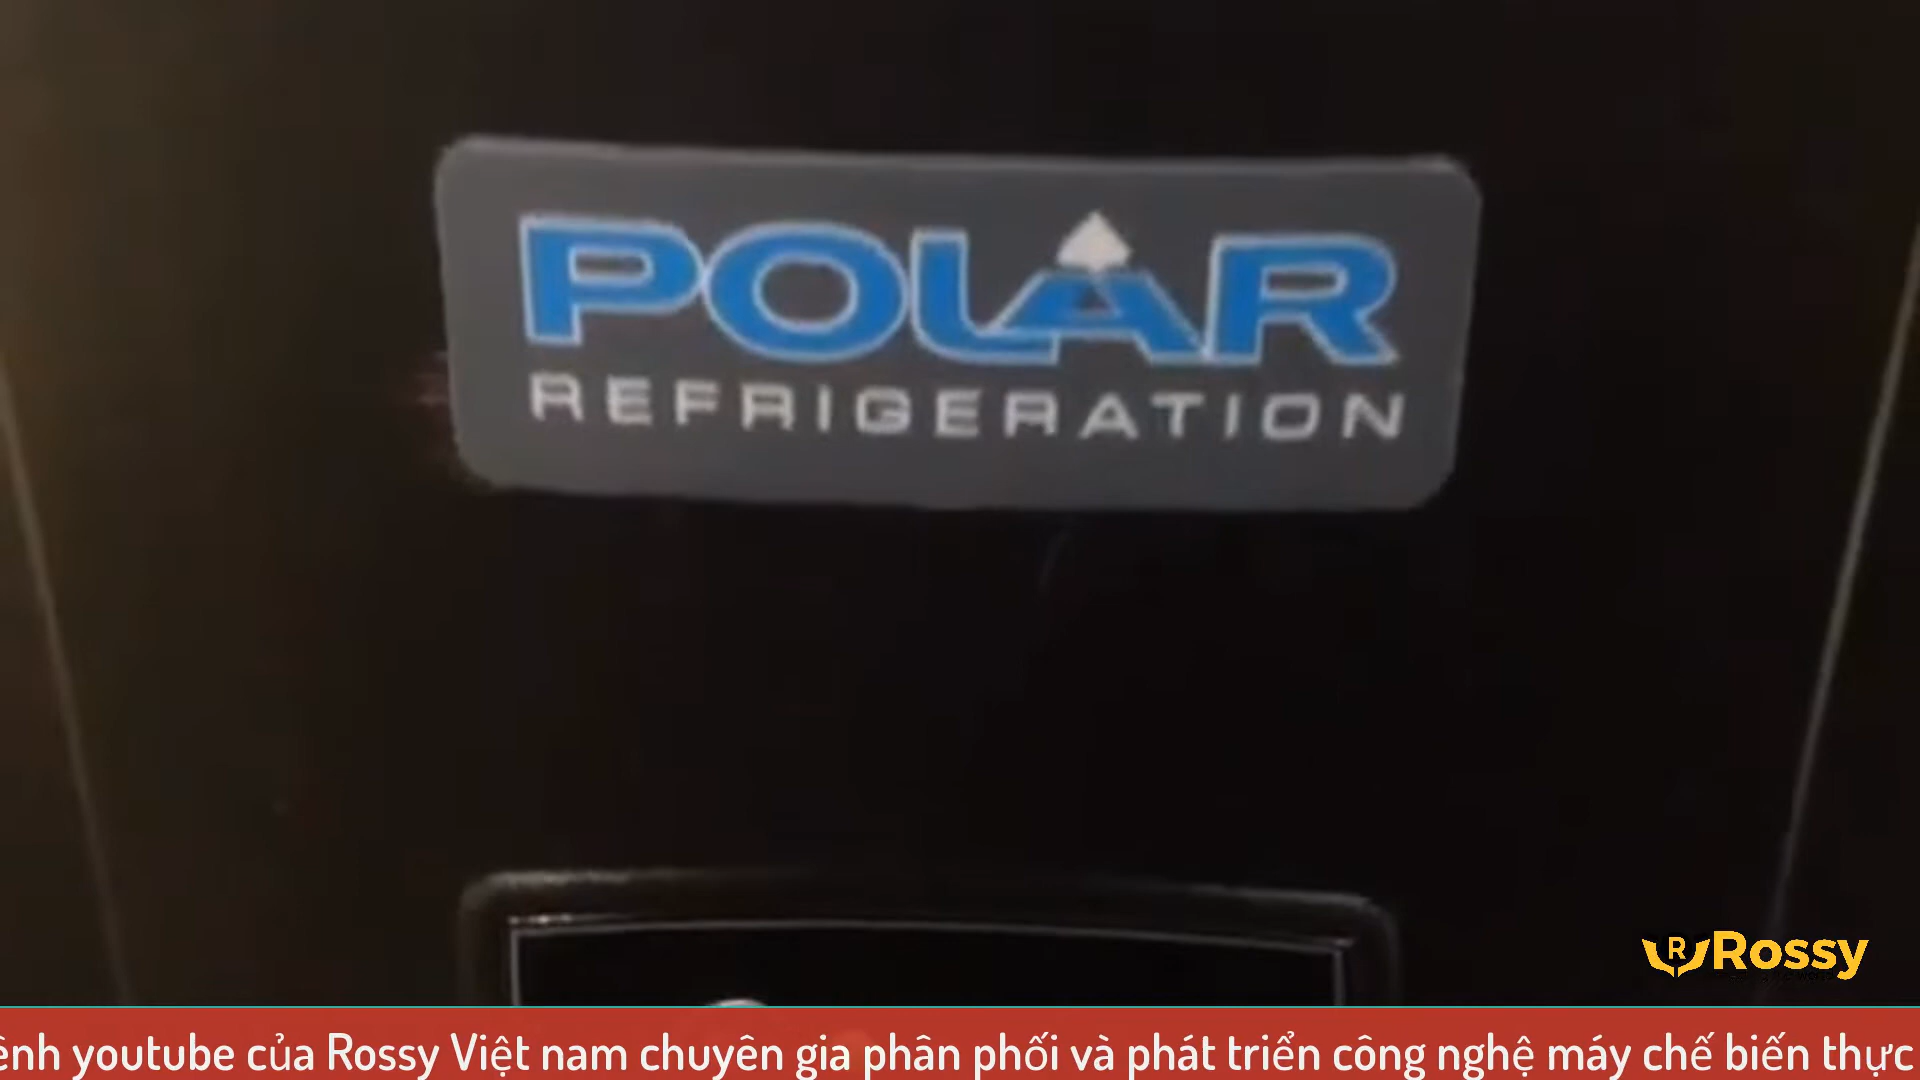 POLAR
REFRIGERATION
R Rossy
ênh youtube của Rossy Việt nam chuyên gia phân phối và phát triển công nghệ máy chế biến thực